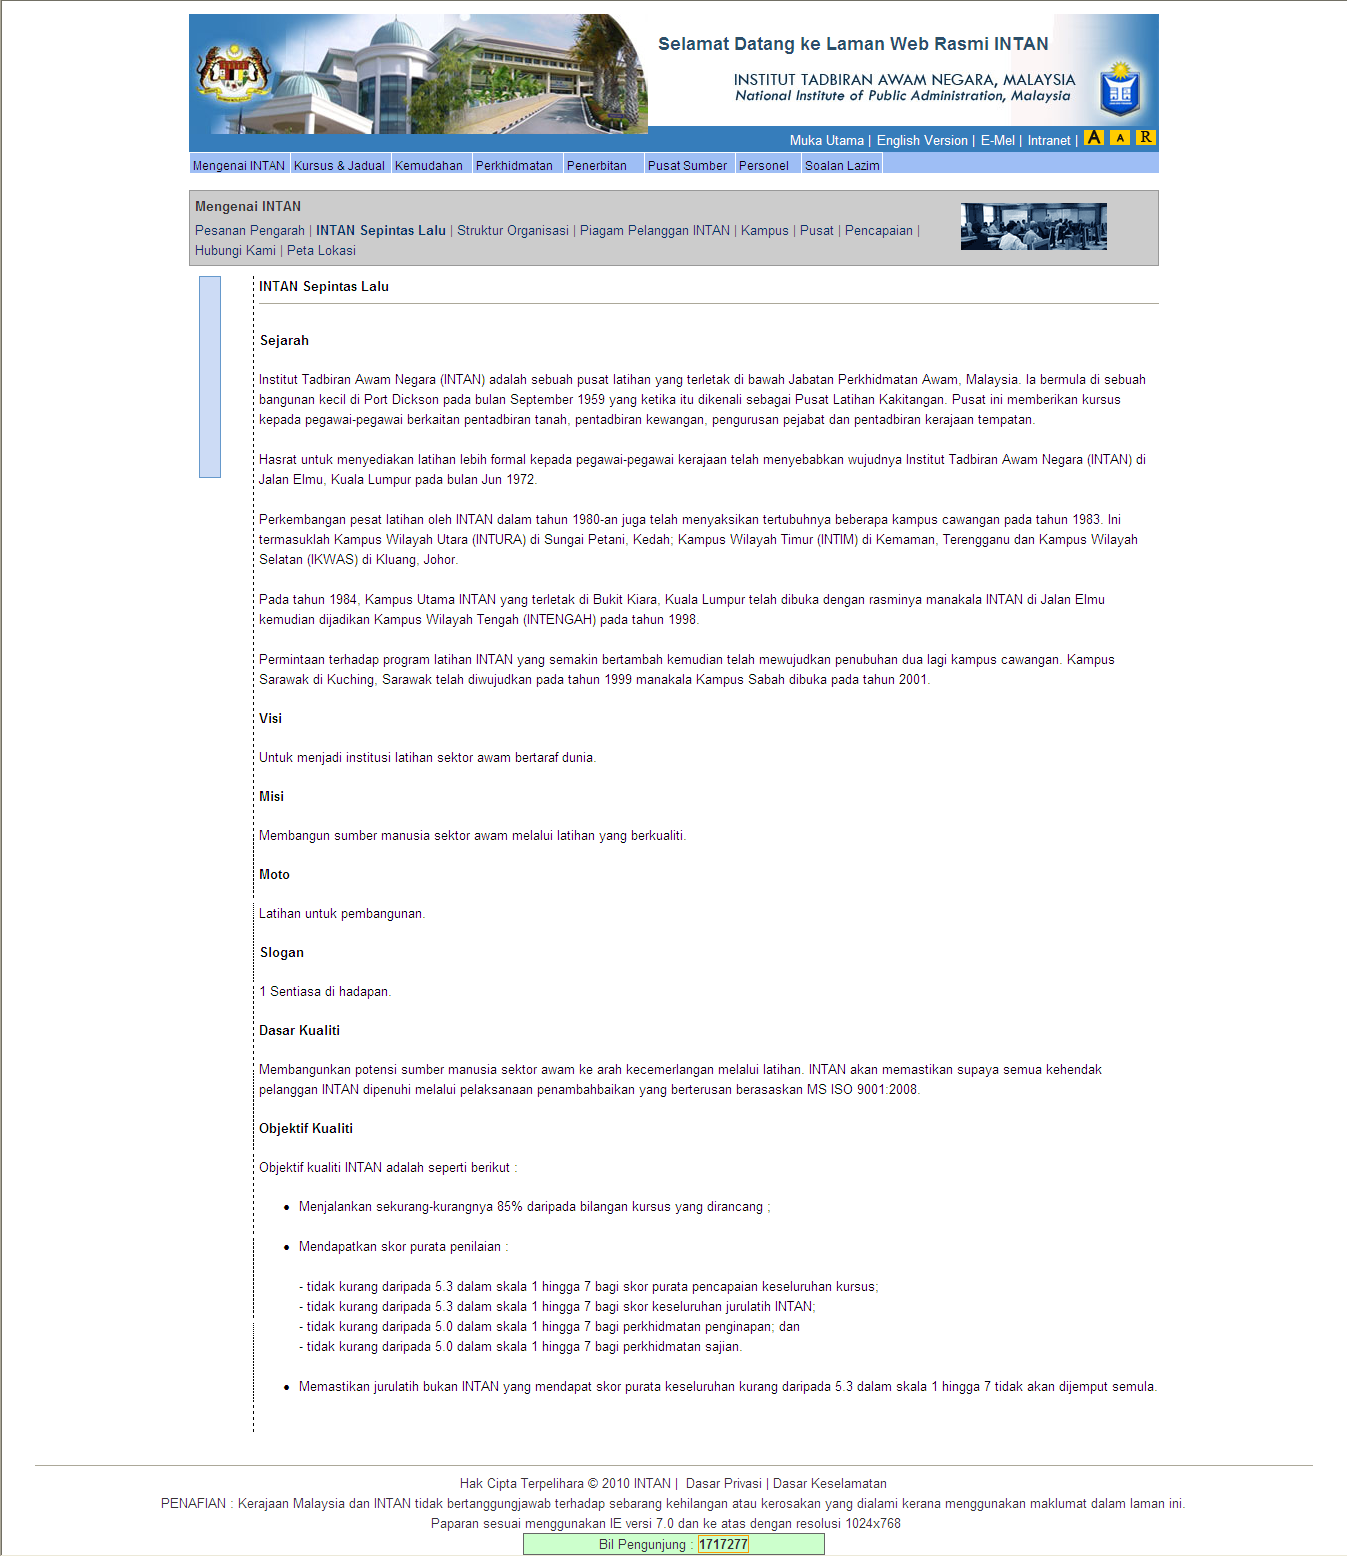 Selamat Datang ke Laman Web Rasmi INTAN
INSTITUT TADBIRAN AWAM NEGARA, MALAYSIA
National Institute of Public Administration, Malaysia
Muka Utama | English Version | E-Mel | Intranet | A A R
Mengenai INTAN Kursus & Jadual Kemudahan Perkhidmatan Penerbitan Pusat Sumber Personel Soalan Lazim
Mengenai INTAN
Pesanan Pengarah | INTAN Sepintas Lalu | Struktur Organisasi | Piagam Pelanggan INTAN | Kampus | Pusat | Pencapaian |
Hubungi Kami | Peta Lokasi
INTAN Sepintas Lalu
Sejarah
Institut Tadbiran Awam Negara (INTAN) adalah sebuah pusat latihan yang terletak di bawah Jabatan Perkhidmatan Awam, Malaysia. Ia bermula di sebuah
bangunan kecil di Port Dickson pada bulan September 1959 yang ketika itu dikenali sebagai Pusat Latihan Kakitangan. Pusat ini memberikan kursus
kepada pegawai-pegawai berkaitan pentadbiran tanah, pentadbiran kewangan, pengurusan pejabat dan pentadbiran kerajaan tempatan.
Hasrat untuk menyediakan latihan lebih formal kepada pegawai-pegawai kerajaan telah menyebabkan wujudnya Institut Tadbiran Awam Negara (INTAN) di
Jalan Elmu, Kuala Lumpur pada bulan Jun 1972.
Perkembangan pesat latihan oleh INTAN dalam tahun 1980-an juga telah menyaksikan tertubuhnya beberapa kampus cawangan pada tahun 1983. Ini
termasuklah Kampus Wilayah Utara (INTURA) di Sungai Petani, Kedah; Kampus Wilayah Timur (INTIM) di Kemaman, Terengganu dan Kampus Wilayah
Selatan (IKWAS) di Kluang, Johor.
Pada tahun 1984, Kampus Utama INTAN yang terletak di Bukit Kiara, Kuala Lumpur telah dibuka dengan rasminya manakala INTAN di Jalan Elmu
kemudian dijadikan Kampus Wilayah Tengah (INTENGAH) pada tahun 1998.
Permintaan terhadap program latihan INTAN yang semakin bertambah kemudian telah mewujudkan penubuhan dua lagi kampus cawangan. Kampus
Sarawak di Kuching, Sarawak telah diwujudkan pada tahun 1999 manakala Kampus Sabah dibuka pada tahun 2001.
Visi
Untuk menjadi institusi latihan sektor awam bertaraf dunia.
Misi
Membangun sumber manusia sektor awam melalui latihan yang berkualiti.
Moto
Latihan untuk pembangunan.
Slogan
1 Sentiasa di hadapan.
Dasar Kualiti
Membangunkan potensi sumber manusia sektor awam ke arah kecemerlangan melalui latihan. INTAN akan memastikan supaya semua kehendak
pelanggan INTAN dipenuhi melalui pelaksanaan penambahbaikan yang berterusan berasaskan MS ISO 9001:2008.
Objektif Kualiti
Objektif kualiti INTAN adalah seperti berikut :
• Menjalankan sekurang-kurangnya 85% daripada bilangan kursus yang dirancang ;
• Mendapatkan skor purata penilaian :
- tidak kurang daripada 5.3 dalam skala 1 hingga 7 bagi skor purata pencapaian keseluruhan kursus;
- tidak kurang daripada 5.3 dalam skala 1 hingga 7 bagi skor keseluruhan jurulatih INTAN;
- tidak kurang daripada 5.0 dalam skala 1 hingga 7 bagi perkhidmatan penginapan; dan
- tidak kurang daripada 5.0 dalam skala 1 hingga 7 bagi perkhidmatan sajian.
• Memastikan jurulatih bukan INTAN yang mendapat skor purata keseluruhan kurang daripada 5.3 dalam skala 1 hingga 7 tidak akan dijemput semula.
Hak Cipta Terpelihara © 2010 INTAN | Dasar Privasi | Dasar Keselamatan
PENAFIAN : Kerajaan Malaysia dan INTAN tidak bertanggungjawab terhadap sebarang kehilangan atau kerosakan yang dialami kerana menggunakan maklumat dalam laman ini.
Paparan sesuai menggunakan IE versi 7.0 dan ke atas dengan resolusi 1024x768
Bil Pengunjung : 1717277